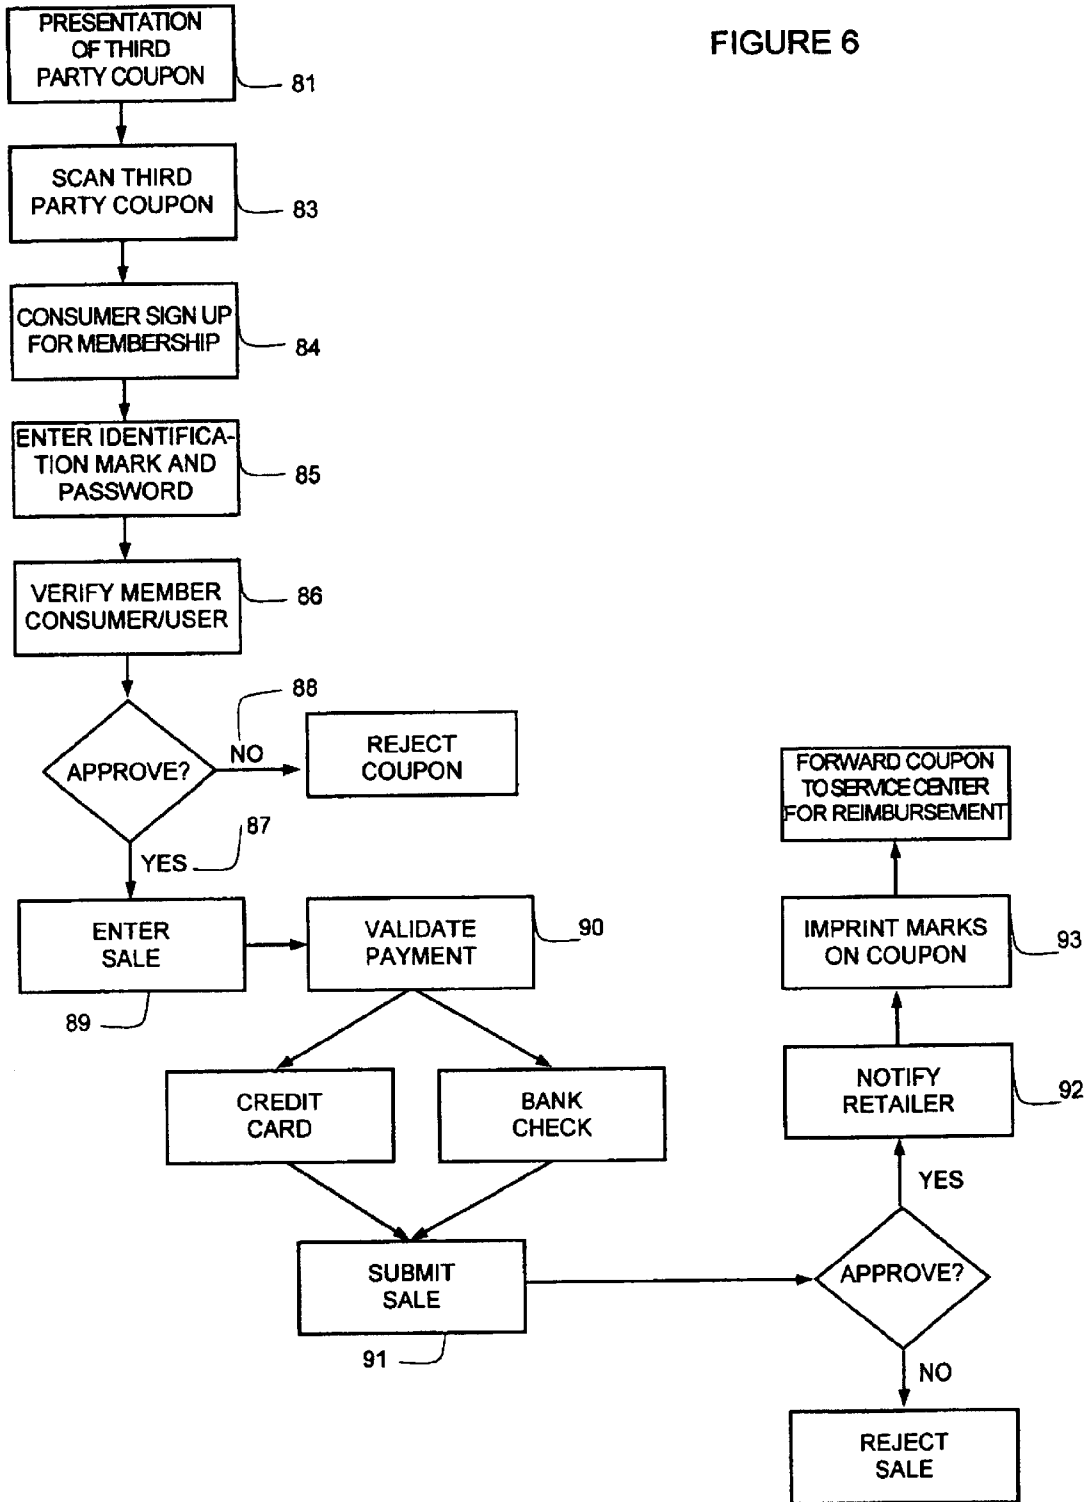 FIGURE 6
PRESENTATION
OF THIRD
PARTY COUPON
81
SCAN THIRD
PARTY COUPON
83
CONSUMER SIGN UP
FOR MEMBERSHIP
84
ENTER IDENTIFICA-
TION MARK AND
PASSWORD
85
VERIFY MEMBER
CONSUMER/USER
86
APPROVE?
88
NO
REJECT
COUPON
87
YES
ENTER
SALE
89
VALIDATE
PAYMENT
90
CREDIT
CARD
BANK
CHECK
SUBMIT
SALE
91
APPROVE?
YES
NOTIFY
RETAILER
92
IMPRINT MARKS
ON COUPON
93
FORWARD COUPON
TO SERVICE CENTER
FOR REIMBURSEMENT
NO
REJECT
SALE